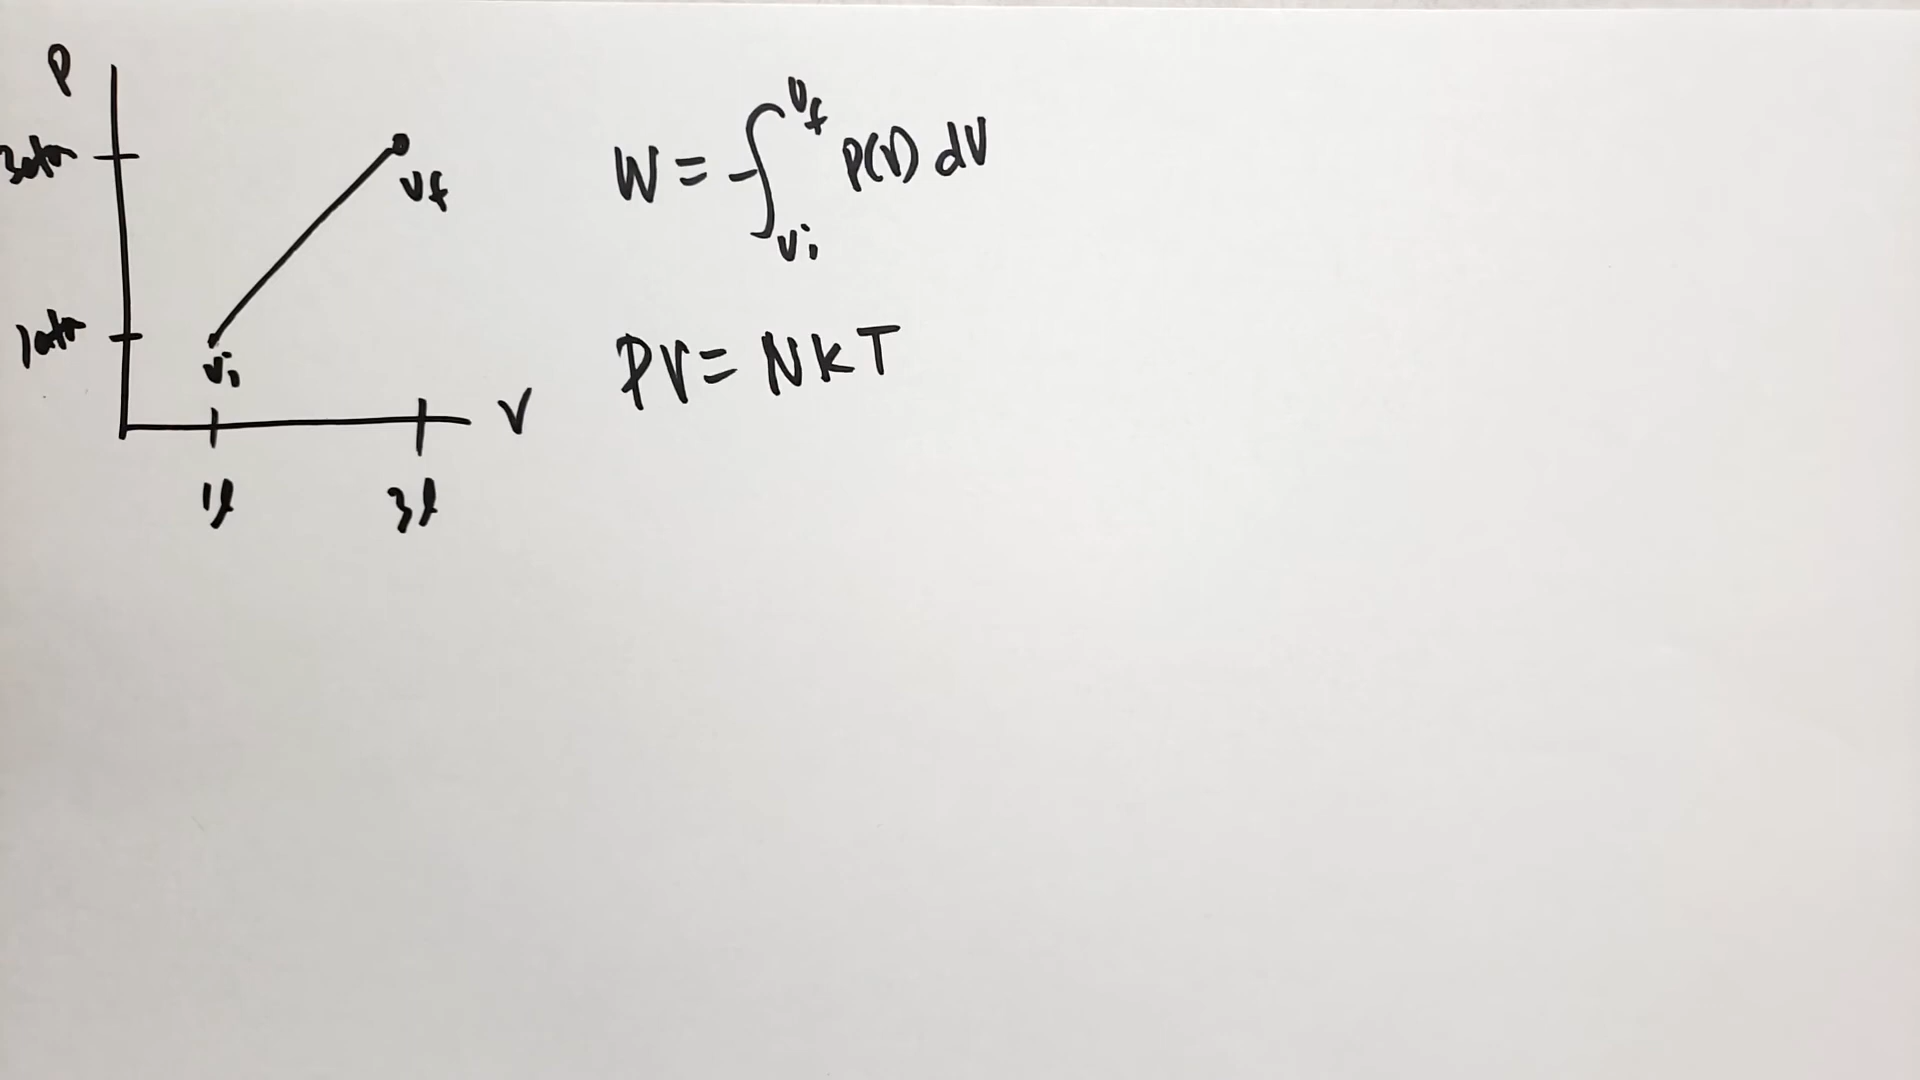 P
3atm
Vf
1atm
Vi
V
1l
3l
W = -∫_{Vi}^{Vf} P(V) dV
PV = NKT